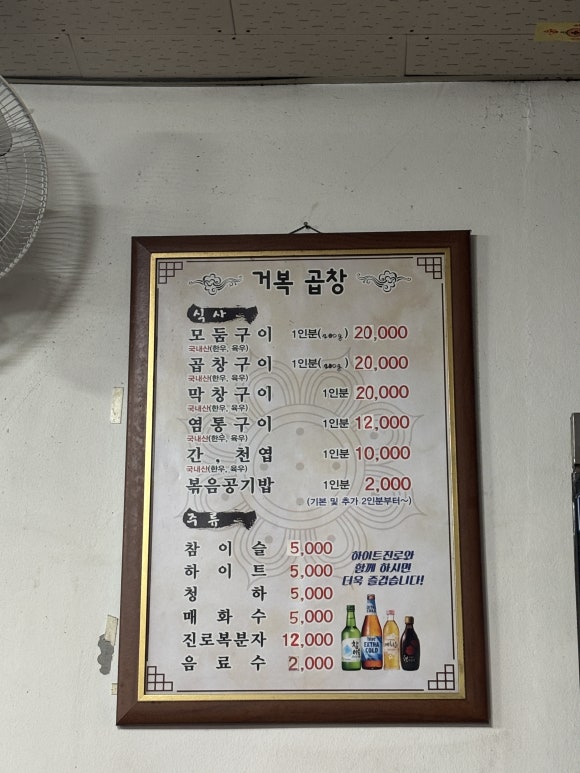 거복 곱창
식사
모둠구이 1인분(200g) 20,000
국내산(한우, 육우)
곱창구이 1인분(200g) 20,000
국내산(한우, 육우)
막창구이 1인분 20,000
국내산(한우, 육우)
염통구이 1인분 12,000
국내산(한우, 육우)
간, 천엽 1인분 10,000
국내산(한우, 육우)
볶음공기밥 1인분 2,000
(기본 및 추가 2인분부터~)
주류
참이슬 5,000
하이트 5,000
청하 5,000
매화수 5,000
진로복분자 12,000
음료수 2,000
하이트진로와
함께 하시면
더욱 즐겁습니다!
EXTRA
COLD